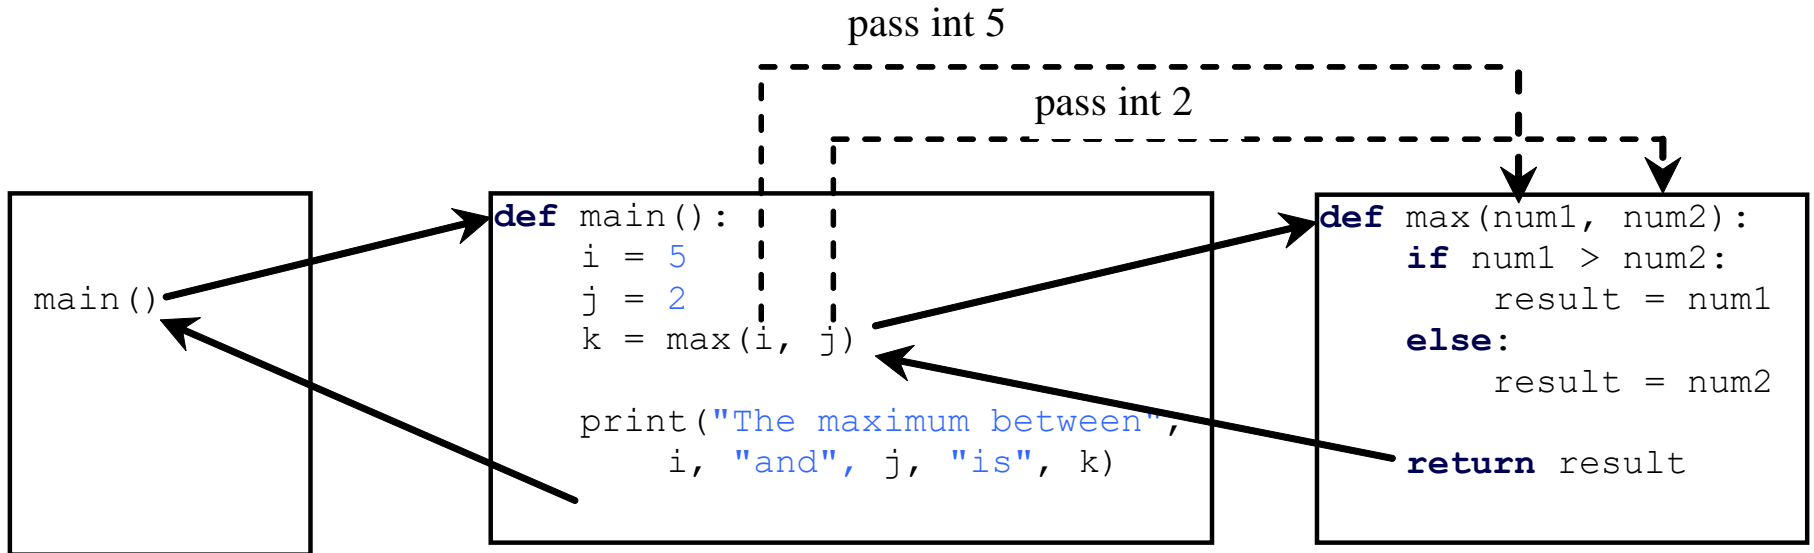 pass int 5
pass int 2
main()
def main():
    i = 5
    j = 2
    k = max(i, j)
    print("The maximum between",
        i, "and", j, "is", k)
def max(num1, num2):
    if num1 > num2:
        result = num1
    else:
        result = num2
    return result